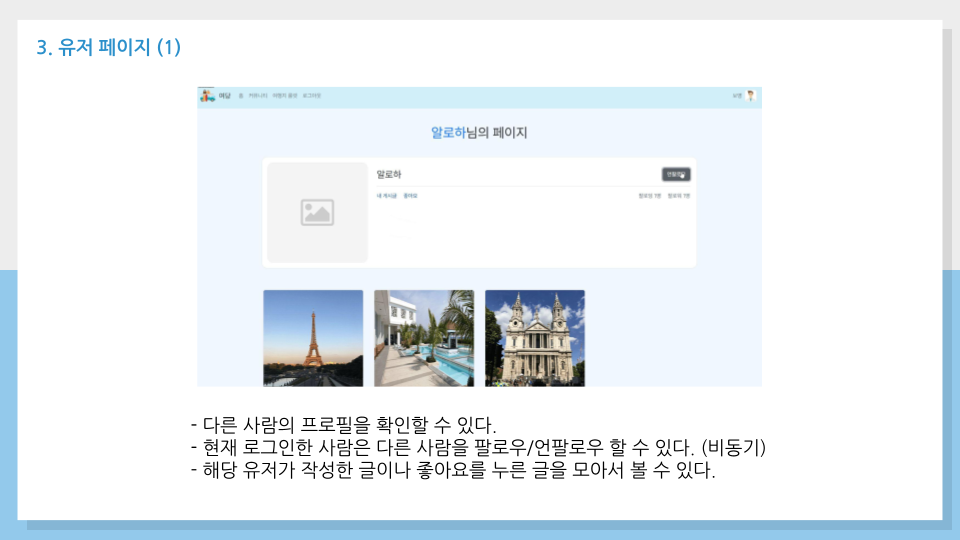 3. 유저 페이지 (1)
여담 홈 커뮤니티 여행지 추천 로그아웃
알로하님의 페이지
알로하
언팔로우
내 게시글 좋아요
팔로잉 1명 팔로워 1명
- 다른 사람의 프로필을 확인할 수 있다.
- 현재 로그인한 사람은 다른 사람을 팔로우/언팔로우 할 수 있다. (비동기)
- 해당 유저가 작성한 글이나 좋아요를 누른 글을 모아서 볼 수 있다.